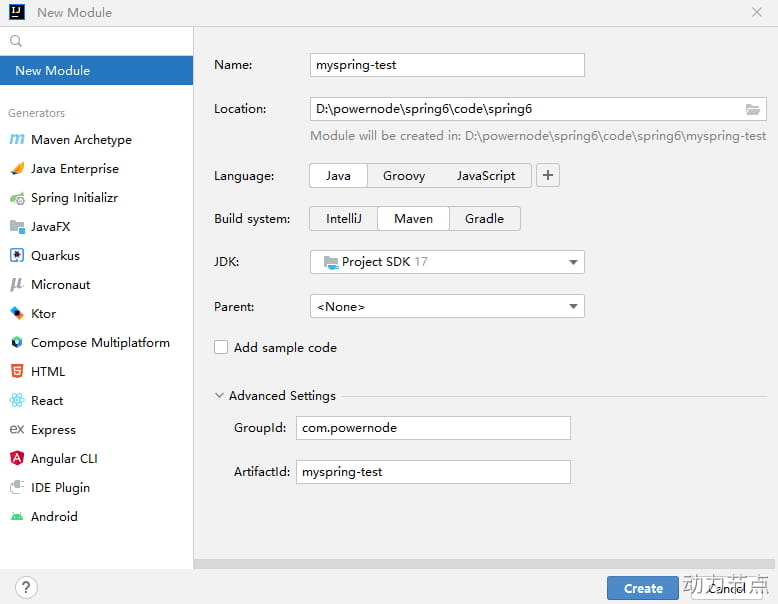 New Module
New Module
Generators
Maven Archetype
Java Enterprise
Spring Initializr
JavaFX
Quarkus
Micronaut
Ktor
Compose Multiplatform
HTML
React
Express
Angular CLI
IDE Plugin
Android
Name: myspring-test
Location: D:\powernode\spring6\code\spring6
Module will be created in: D:\powernode\spring6\code\spring6\myspring-test
Language: Java Groovy JavaScript +
Build system: IntelliJ Maven Gradle
JDK: Project SDK 17
Parent: <None>
Add sample code
Advanced Settings
GroupId: com.powernode
ArtifactId: myspring-test
? Create Cancel
动力节点